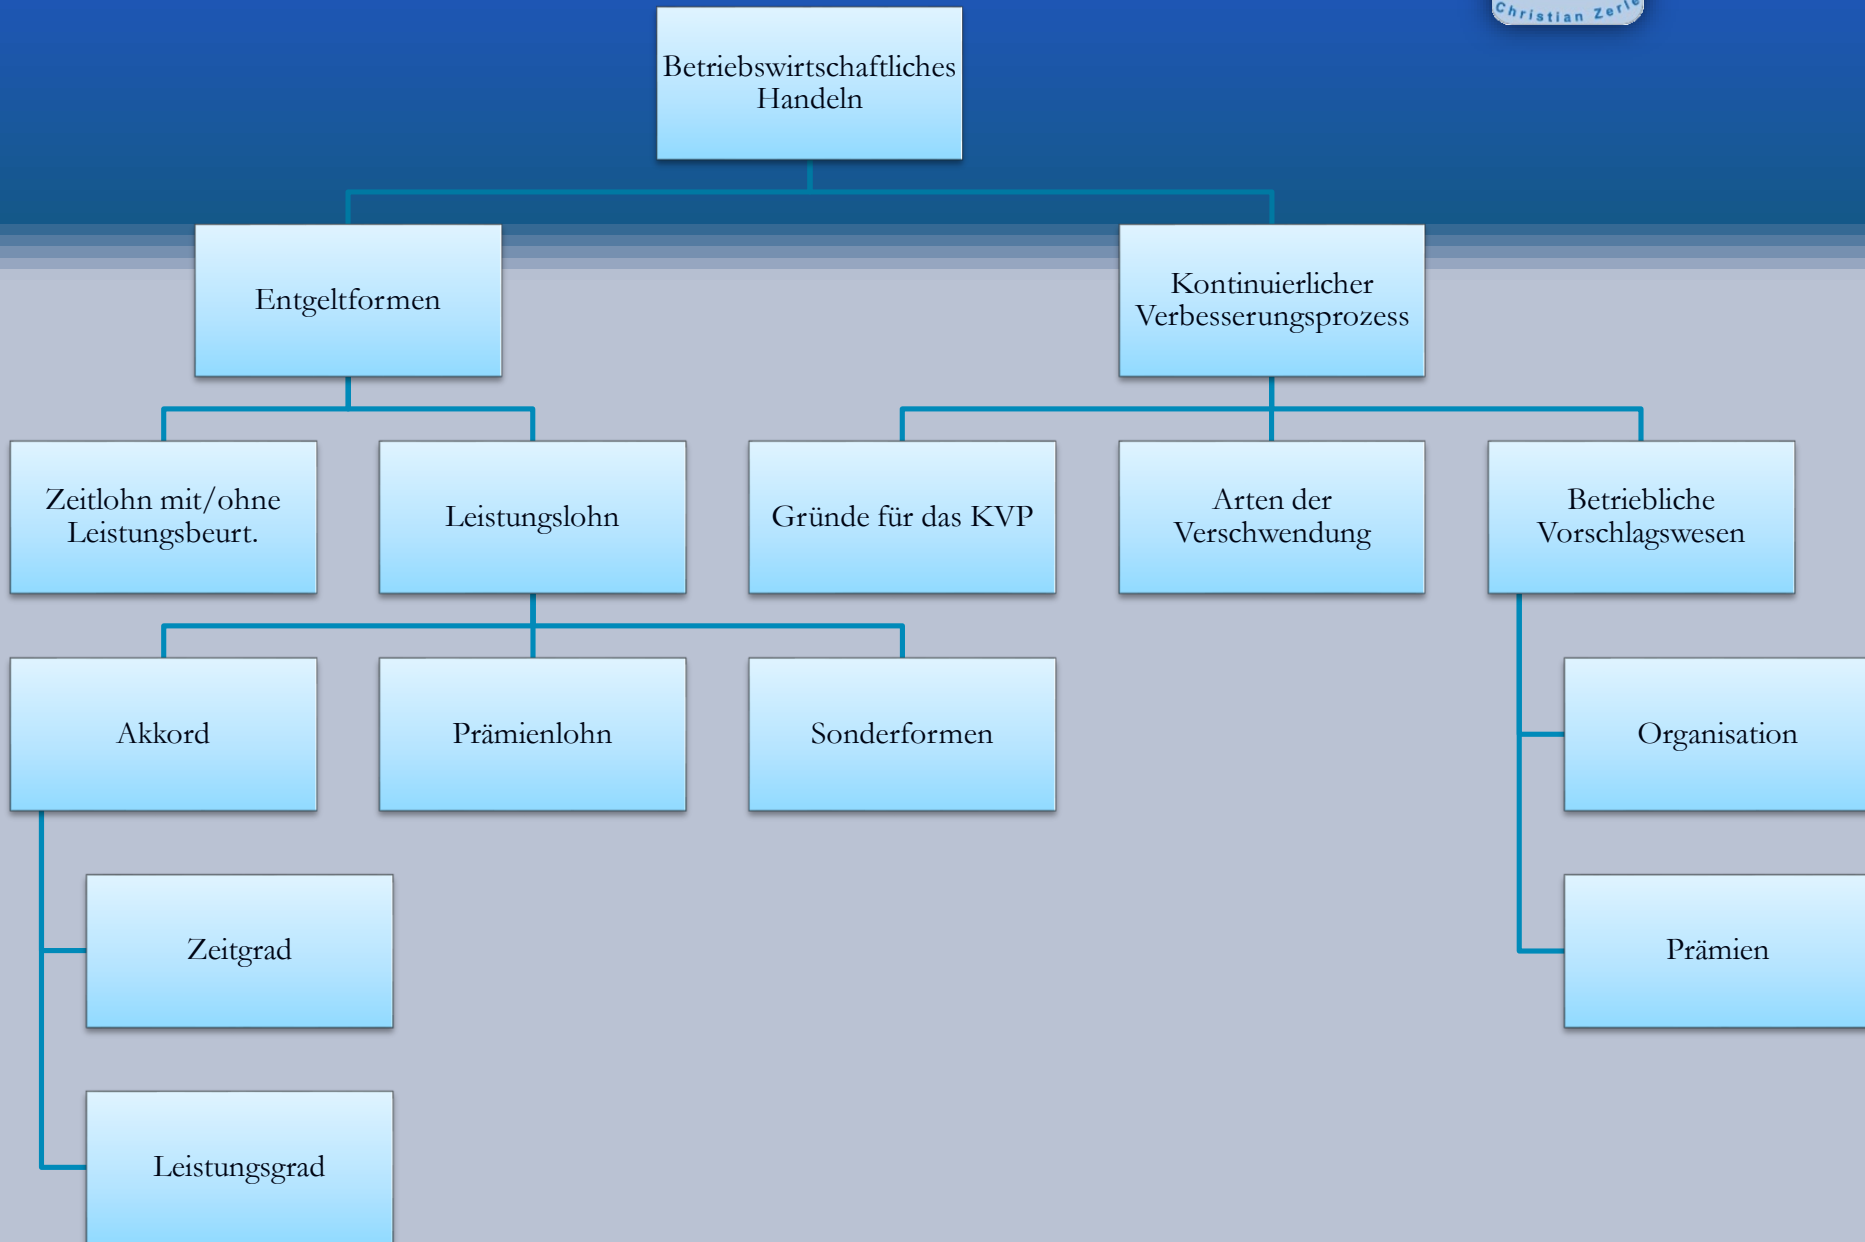 Christian Zerle
Betriebswirtschaftliches
Handeln
Entgeltformen
Kontinuierlicher
Verbesserungsprozess
Zeitlohn mit/ohne
Leistungsbeurt.
Leistungslohn
Gründe für das KVP
Arten der
Verschwendung
Betriebliche
Vorschlagswesen
Akkord
Prämienlohn
Sonderformen
Organisation
Zeitgrad
Prämien
Leistungsgrad